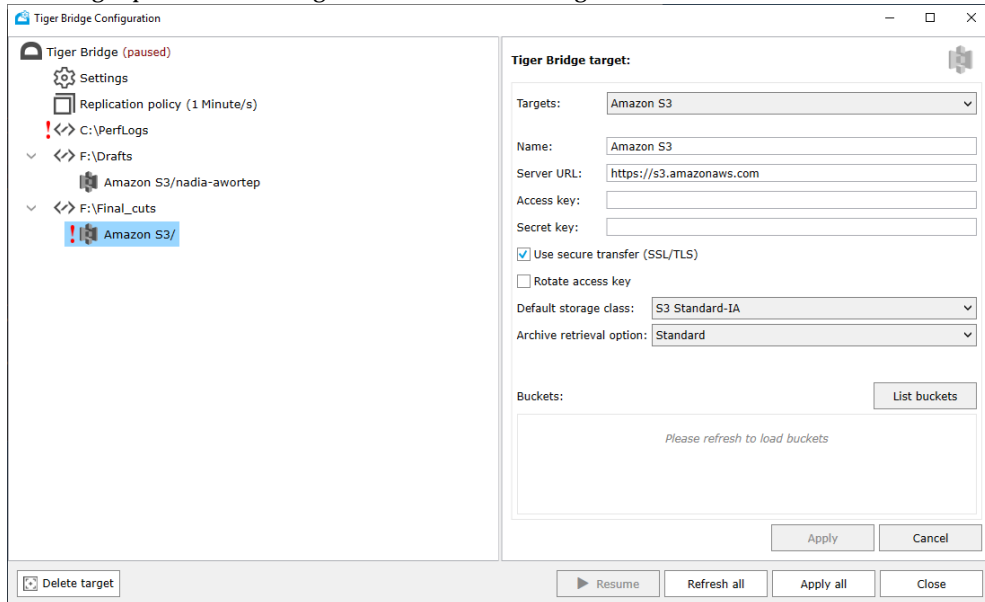 Tiger Bridge Configuration
Tiger Bridge (paused)
Settings
Replication policy (1 Minute/s)
! C:\PerfLogs
F:\Drafts
Amazon S3/nadia-awortep
F:\Final_cuts
! Amazon S3/
Tiger Bridge target:
Targets: Amazon S3
Name: Amazon S3
Server URL: https://s3.amazonaws.com
Access key:
Secret key:
Use secure transfer (SSL/TLS)
Rotate access key
Default storage class: S3 Standard-IA
Archive retrieval option: Standard
Buckets: List buckets
Please refresh to load buckets
Apply Cancel
Delete target Resume Refresh all Apply all Close